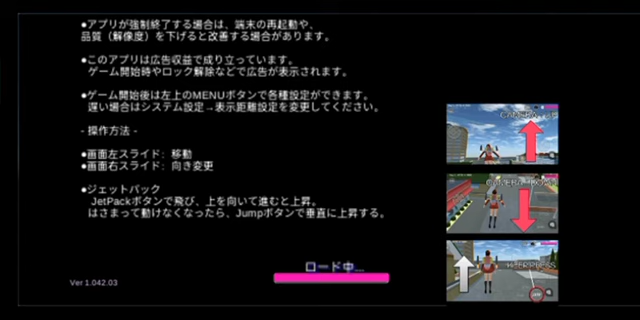 ●アプリが強制終了する場合は、端末の再起動や、
品質（解像度）を下げると改善する場合があります。
●このアプリは広告収益で成り立っています。
ゲーム開始時やロック解除などで広告が表示されます。
●ゲーム開始後は左上のMENUボタンで各種設定ができます。
遅い場合はシステム設定→表示距離設定を変更してください。
- 操作方法 -
●画面左スライド：移動
●画面右スライド：向き変更
●ジェットパック
JetPackボタンで飛び、上を向いて進むと上昇。
はさまって動けなくなったら、Jumpボタンで垂直に上昇する。
ロード中...
Ver 1.042.03